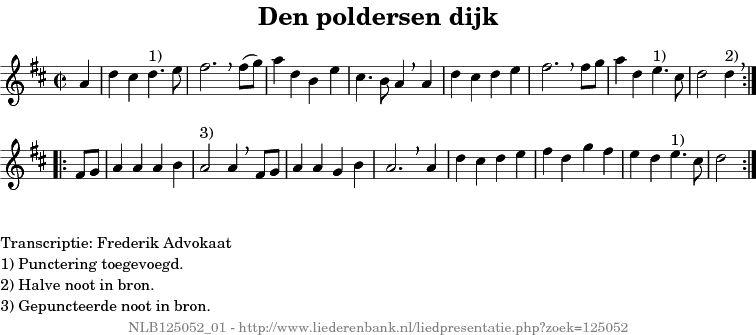 Den poldersen dijk
1) 1) 2)
3) 1)
Transcriptie: Frederik Advokaat
1) Punctering toegevoegd.
2) Halve noot in bron.
3) Gepuncteerde noot in bron.
NLB125052_01 - http://www.liederenbank.nl/liedpresentatie.php?zoek=125052